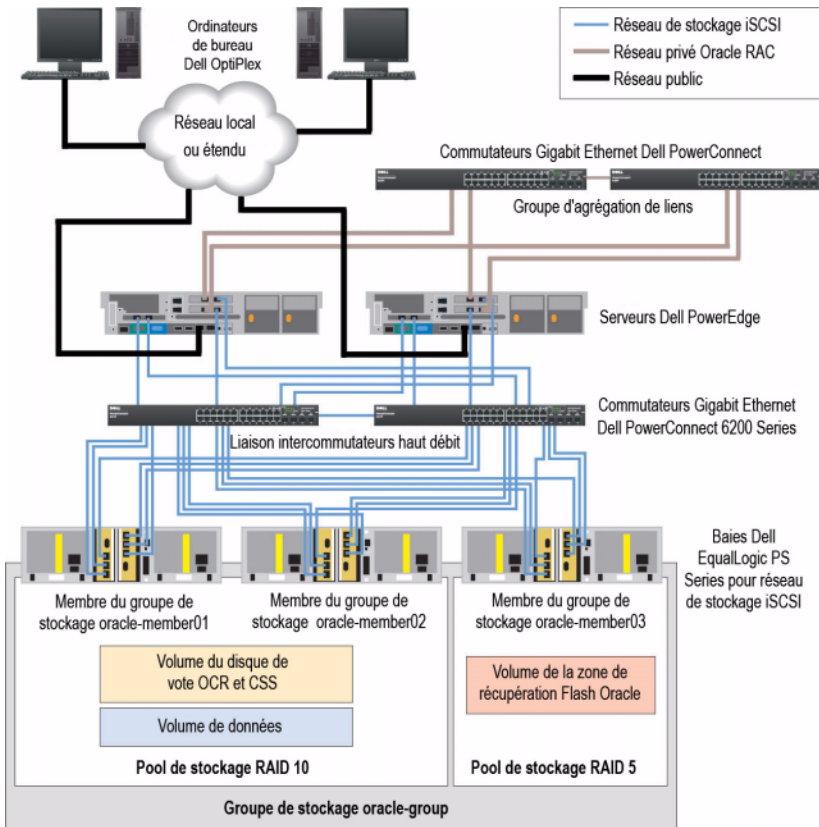 Ordinateurs
de bureau
Dell OptiPlex
Réseau de stockage iSCSI
Réseau privé Oracle RAC
Réseau public
Réseau local
ou étendu
Commutateurs Gigabit Ethernet Dell PowerConnect
Groupe d'agrégation de liens
Serveurs Dell PowerEdge
Commutateurs Gigabit Ethernet
Dell PowerConnect 6200 Series
Liaison intercommutateurs haut débit
Baies Dell
EqualLogic PS
Series pour réseau
de stockage iSCSI
Membre du groupe de
stockage oracle-member01
Membre du groupe de
stockage oracle-member02
Membre du groupe de
stockage oracle-member03
Volume du disque de
vote OCR et CSS
Volume de données
Volume de la zone de
récupération Flash Oracle
Pool de stockage RAID 10
Pool de stockage RAID 5
Groupe de stockage oracle-group